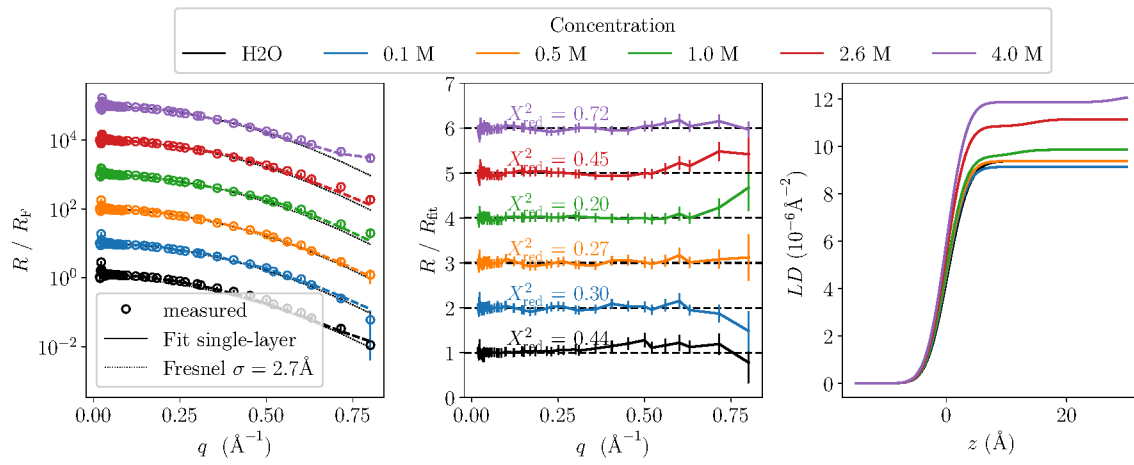 Concentration
H2O 0.1 M 0.5 M 1.0 M 2.6 M 4.0 M
R / R_F
10^4
10^2
10^0
10^−2
measured
Fit single-layer
Fresnel σ = 2.7Å
0.00 0.25 0.50 0.75
q (Å^−1)
R / R_fit
7
6
5
4
3
2
1
0
X^2_red = 0.72
X^2_red = 0.45
X^2_red = 0.20
X^2_red = 0.27
X^2_red = 0.30
X^2_red = 0.44
0.00 0.25 0.50 0.75
q (Å^−1)
LD (10^−6 Å^−2)
12
10
8
6
4
2
0
0 20
z (Å)